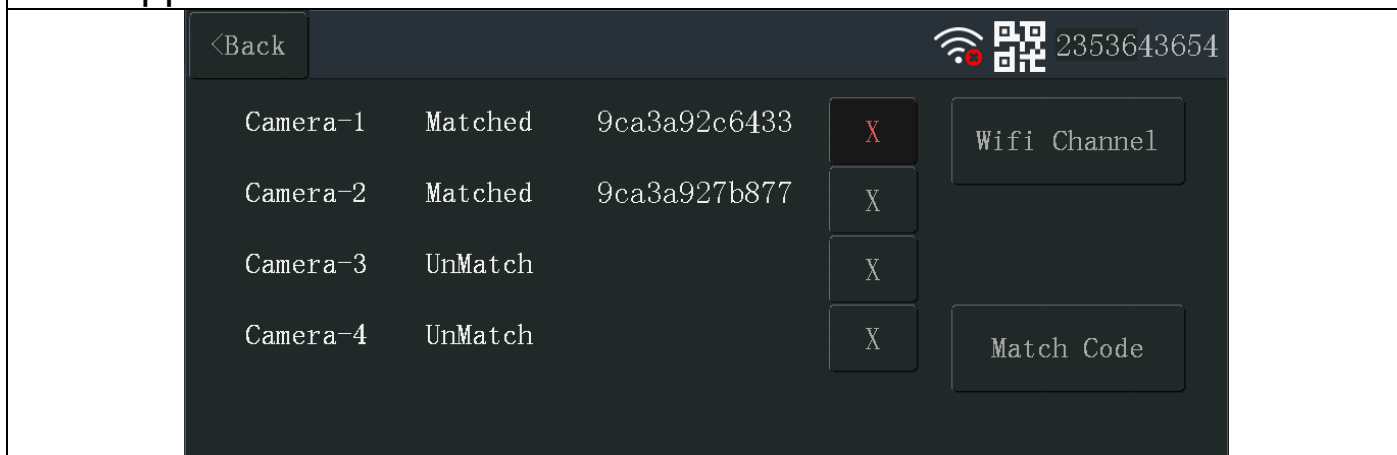 <Back 2353643654
Camera-1 Matched 9ca3a92c6433 X Wifi Channel
Camera-2 Matched 9ca3a927b877 X
Camera-3 UnMatch X
Camera-4 UnMatch X Match Code